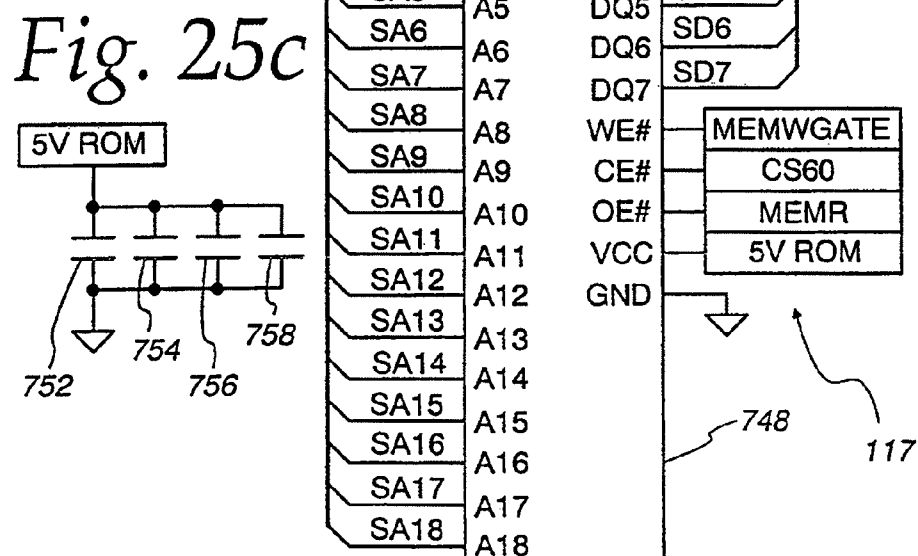 A5 DQ5
Fig. 25c
SA6 A6 DQ6 SD6
SA7 A7 DQ7 SD7
5V ROM
SA8 A8 WE# MEMWGATE
SA9 A9 CE# CS60
SA10 A10 OE# MEMR
SA11 A11 VCC 5V ROM
SA12 A12 GND
SA13 A13
752 754 756 758
SA14 A14
SA15 A15
748
117
SA16 A16
SA17 A17
SA18 A18